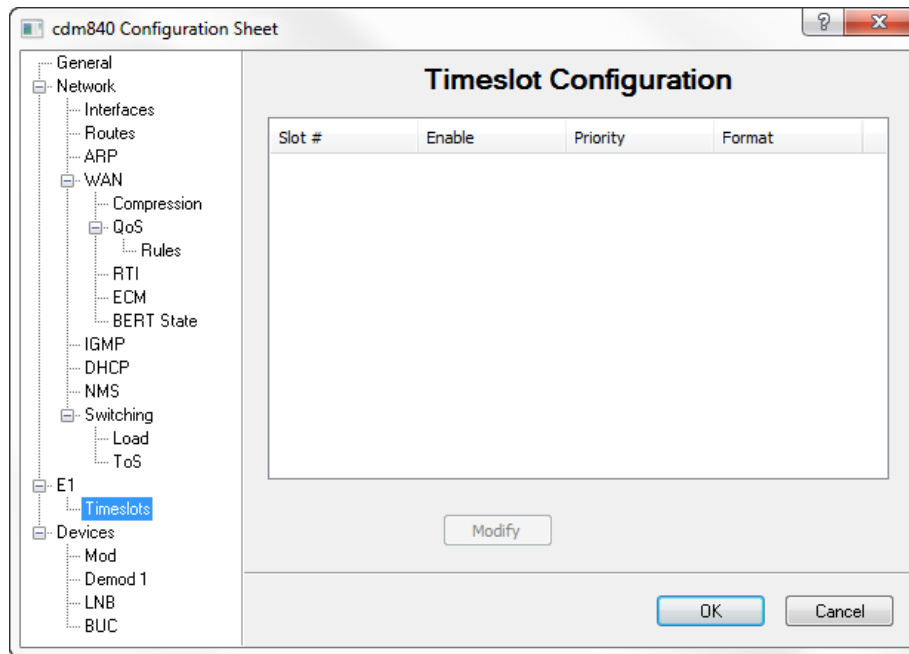 cdm840 Configuration Sheet
?
X
General
Network
Interfaces
Routes
ARP
WAN
Compression
QoS
Rules
RTI
ECM
BERT State
IGMP
DHCP
NMS
Switching
Load
ToS
E1
Timeslots
Devices
Mod
Demod 1
LNB
BUC
Timeslot Configuration
Slot # Enable Priority Format
Modify
OK Cancel